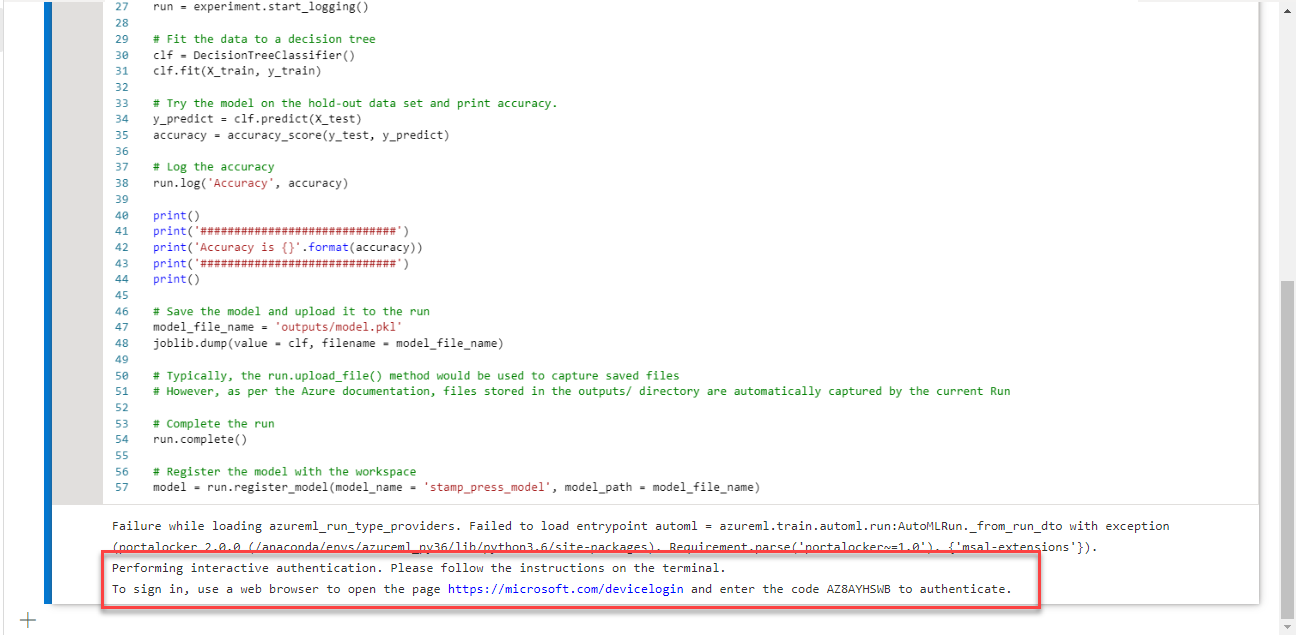 27 run = experiment.start_logging()
28
29 # Fit the data to a decision tree
30 clf = DecisionTreeClassifier()
31 clf.fit(X_train, y_train)
32
33 # Try the model on the hold-out data set and print accuracy.
34 y_predict = clf.predict(X_test)
35 accuracy = accuracy_score(y_test, y_predict)
36
37 # Log the accuracy
38 run.log('Accuracy', accuracy)
39
40 print()
41 print('#############################')
42 print('Accuracy is {}'.format(accuracy))
43 print('#############################')
44 print()
45
46 # Save the model and upload it to the run
47 model_file_name = 'outputs/model.pkl'
48 joblib.dump(value = clf, filename = model_file_name)
49
50 # Typically, the run.upload_file() method would be used to capture saved files
51 # However, as per the Azure documentation, files stored in the outputs/ directory are automatically captured by the current Run
52
53 # Complete the run
54 run.complete()
55
56 # Register the model with the workspace
57 model = run.register_model(model_name = 'stamp_press_model', model_path = model_file_name)
Failure while loading azureml_run_type_providers. Failed to load entrypoint automl = azureml.train.automl.run:AutoMLRun._from_run_dto with exception
(portalocker 2.0.0 (/anaconda/envs/azureml_py36/lib/python3.6/site-packages), Requirement.parse('portalocker~=1.0'), {'msal-extensions'}).
Performing interactive authentication. Please follow the instructions on the terminal.
To sign in, use a web browser to open the page https://microsoft.com/devicelogin and enter the code AZ8AYHSWB to authenticate.